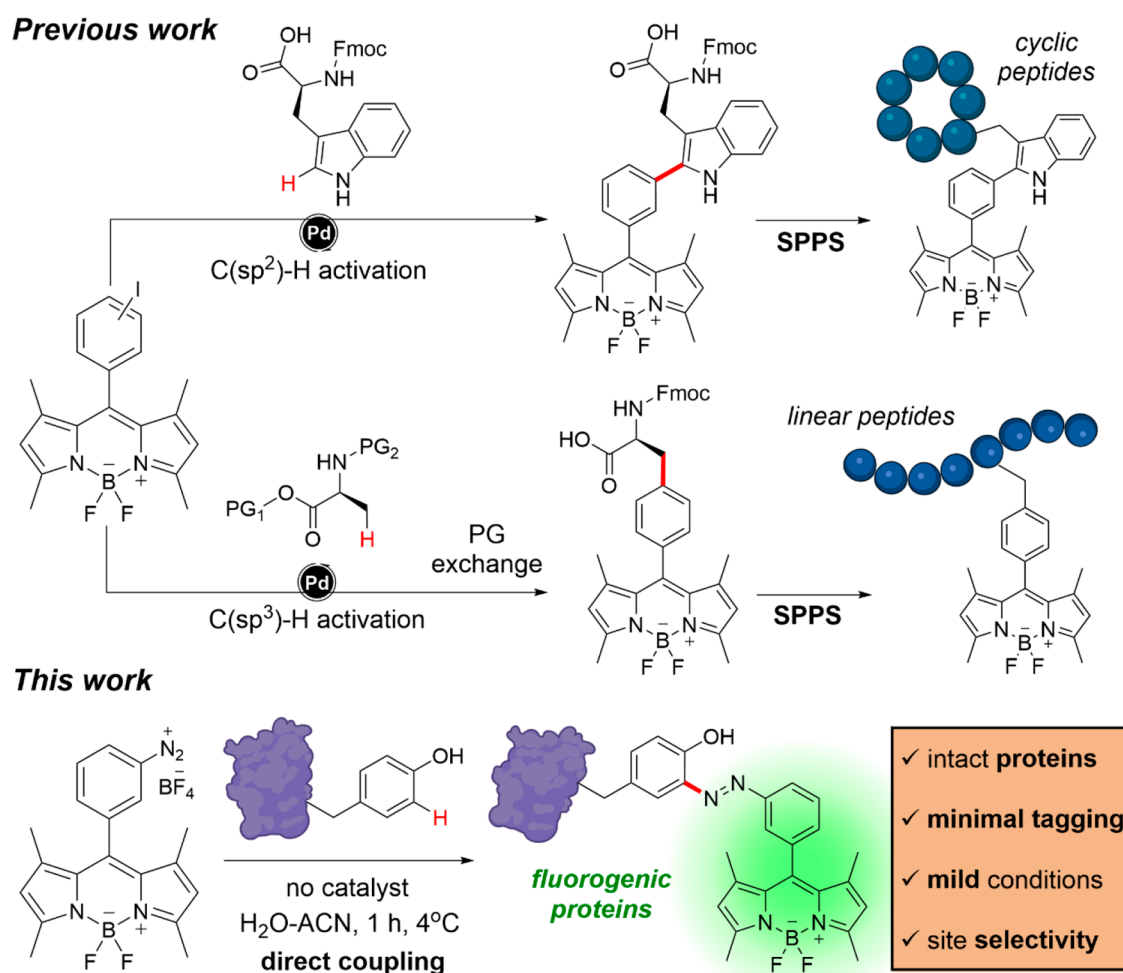 Previous work
OH
O
NH
Fmoc
H
N
H
Pd
C(sp²)-H activation
OH
O
NH
Fmoc
N
H
N
B
−
N
+
F
F
SPPS
cyclic
peptides
N
H
N
B
−
N
+
F
F
I
N
B
−
N
+
F
F
HN
PG₂
PG₁
O
O
H
Pd
C(sp³)-H activation
PG
exchange
HN
Fmoc
HO
O
N
B
−
N
+
F
F
SPPS
linear peptides
N
B
−
N
+
F
F
This work
N₂
+
BF₄
−
N
B
−
N
+
F
F
OH
H
no catalyst
H₂O-ACN, 1 h, 4°C
direct coupling
OH
N
N
fluorogenic
proteins
N
B
−
N
+
F
F
✓ intact proteins
✓ minimal tagging
✓ mild conditions
✓ site selectivity